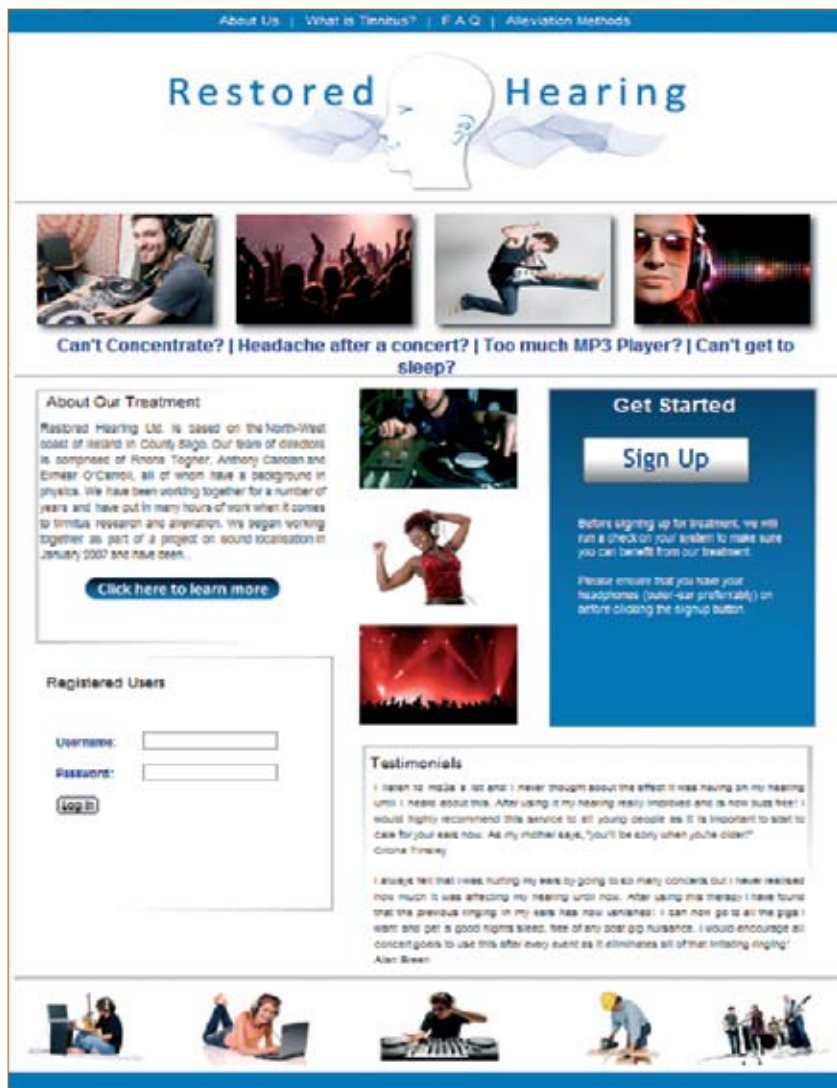 About Us | What is Tinnitus? | F A Q | Alleviation Methods
Restored Hearing
Can't Concentrate? | Headache after a concert? | Too much MP3 Player? | Can't get to
sleep?
About Our Treatment
Restored Hearing Ltd. is based on the North-West
coast of Ireland in County Sligo. Our team of directors
is comprised of Rhona Togher, Anthony Carolan and
Eimear O'Carroll, all of whom have a background in
physics. We have been working together for a number of
years and have put in many hours of work when it comes
to tinnitus research and alleviation. We began working
together as part of a project on sound localisation in
January 2007 and have been...
Click here to learn more
Registered Users
Username:
Password:
Log In
Get Started
Sign Up
Before signing up for treatment, we will
run a check on your system to make sure
you can benefit from our treatment.
Please ensure that you have your
headphones (outer-ear preferrably) on
before clicking the signup button.
Testimonials
I listen to mp3s a lot and I never thought about the effect it was having on my hearing
until I heard about this. After using it my hearing really improved and is now buzz free! I
would highly recommend this service to all young people as it is important to start to
care for your ears now. As my mother says, "you'll be sorry when you're older!"
Tinsley
I always felt that I was hurting my ears by going to so many concerts but I never realised
how much it was affecting my hearing until now. After using this therapy I have found
that the previous ringing in my ears has now vanished! I can now go to all the gigs I
want and get a good nights sleep, free of any post gig nuisance. I would encourage all
concert goers to use this after every event as it eliminates all of that irritating ringing!
Alan Breen